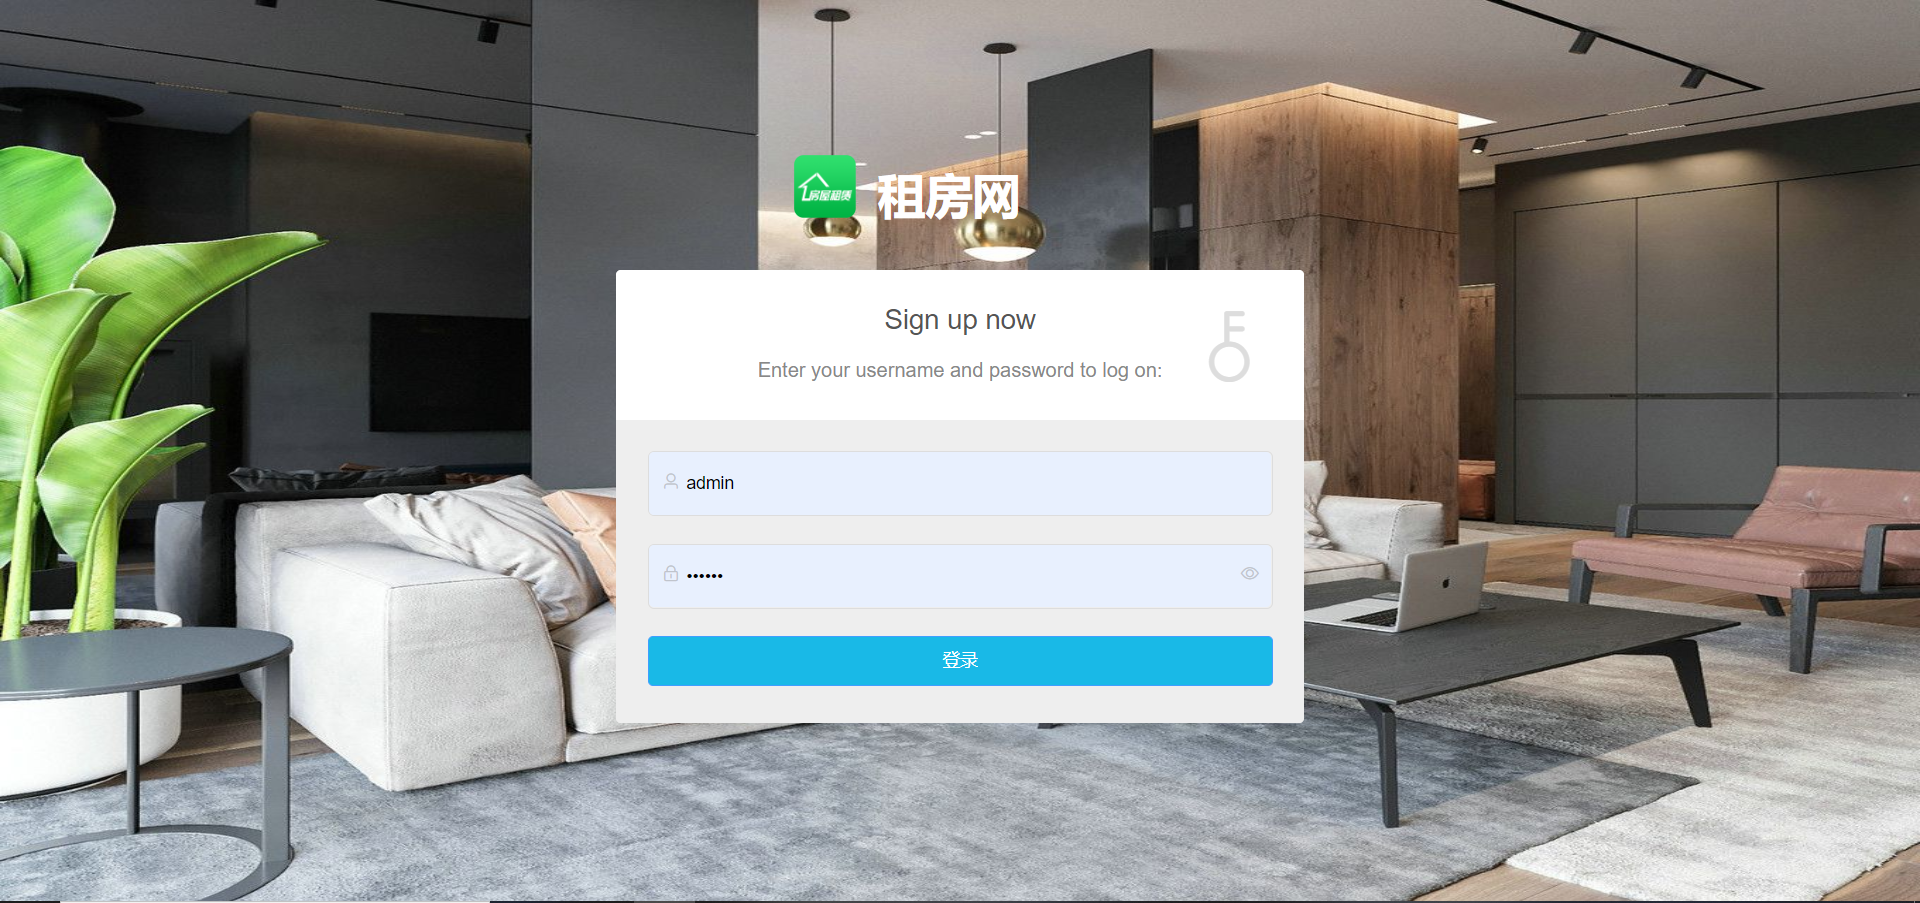 房屋租赁
租房网
Sign up now
Enter your username and password to log on:
admin
••••••
登录